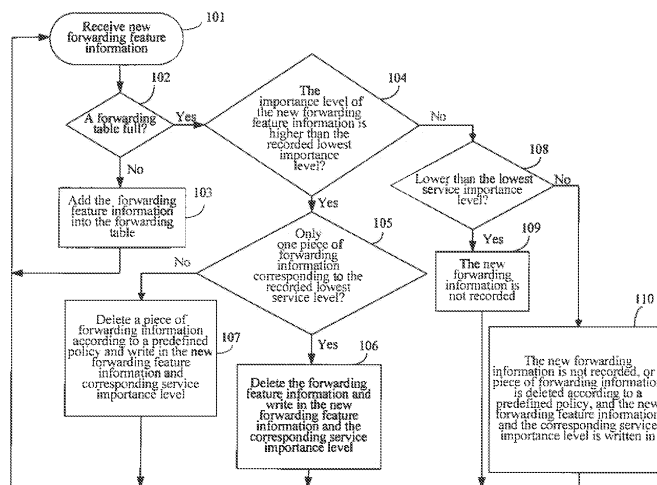 Receive new
forwarding feature
information
101
102
A forwarding
table full?
Yes
No
Add the forwarding
feature information
into the forwarding
table
103
The
importance level of
the new forwarding
feature information is
higher than the
recorded lowest
importance
level?
104
No
Yes
Lower than the lowest
service importance
level?
108
No
Yes
109
The new
forwarding
information is
not recorded
Only
one piece of
forwarding
information
corresponding to the
recorded lowest
service level?
105
No
Yes
Delete a piece of
forwarding information
according to a predefined
policy and write in the new
forwarding feature
information and
corresponding service
importance level
107
106
Delete the forwarding
feature information and
write in the new
forwarding feature
information and the
corresponding service
importance level
110
The new forwarding
information is not recorded, or
piece of forwarding information
is deleted according to a
predefined policy, and the new
forwarding feature information
and the corresponding service
importance level is written in